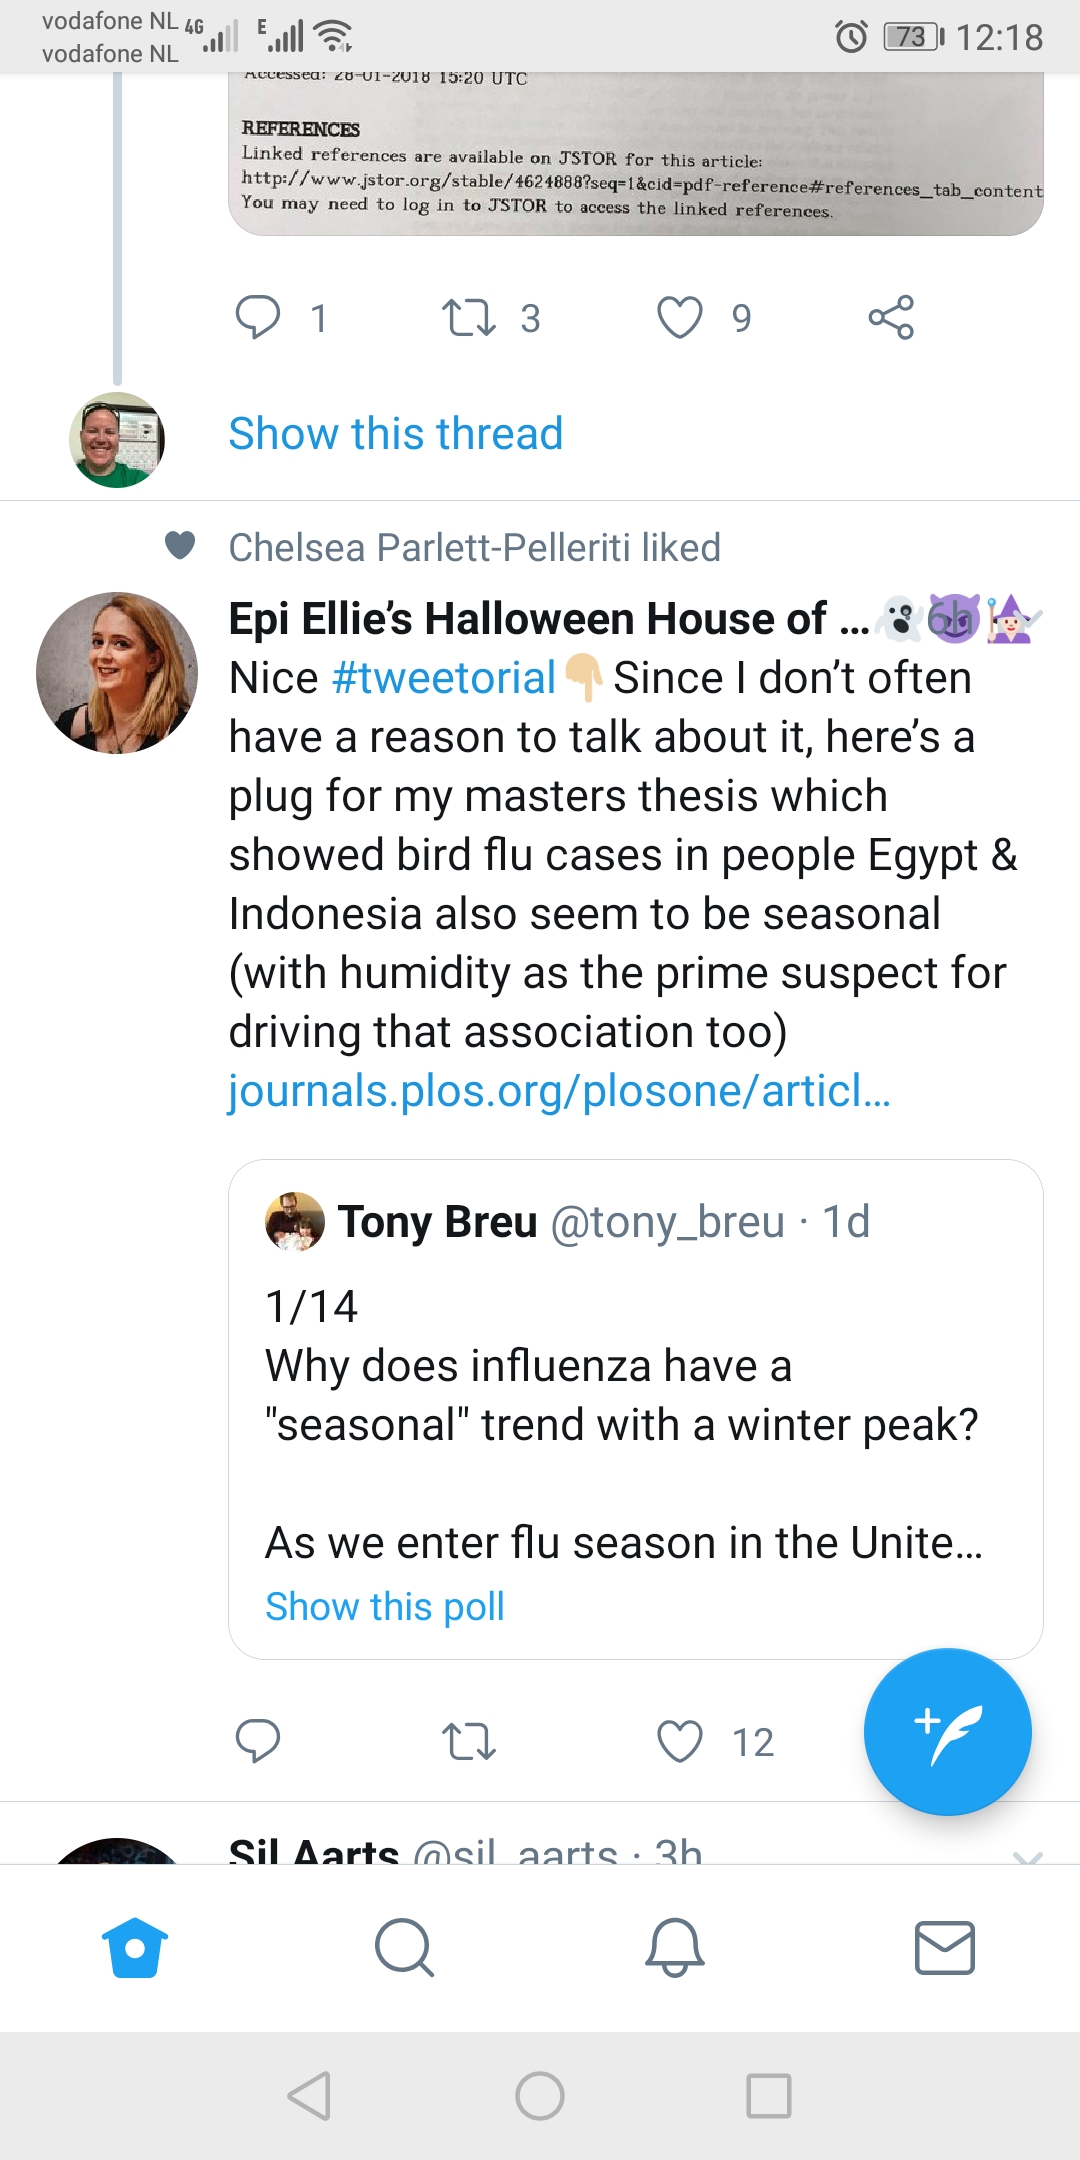 vodafone NL 4G E 73 12:18
vodafone NL
Accessed: 28-01-2018 15:20 UTC
REFERENCES
Linked references are available on JSTOR for this article:
http://www.jstor.org/stable/4624888?seq=1&cid=pdf-reference#references_tab_content
You may need to log in to JSTOR to access the linked references.
1 3 9
Show this thread
Chelsea Parlett-Pelleriti liked
Epi Ellie’s Halloween House of ...👻😈🧙 6h
Nice #tweetorial👇🏼Since I don’t often
have a reason to talk about it, here’s a
plug for my masters thesis which
showed bird flu cases in people Egypt &
Indonesia also seem to be seasonal
(with humidity as the prime suspect for
driving that association too)
journals.plos.org/plosone/articl...
Tony Breu @tony_breu · 1d
1/14
Why does influenza have a
"seasonal" trend with a winter peak?
As we enter flu season in the Unite...
Show this poll
12
Sil Aarts @sil_aarts · 3h